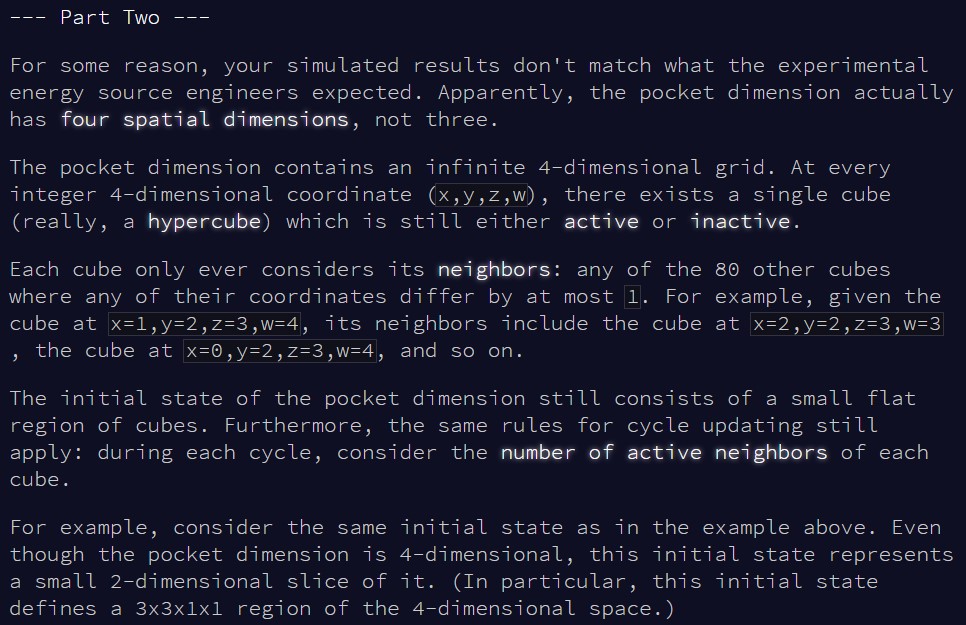 --- Part Two ---
For some reason, your simulated results don't match what the experimental
energy source engineers expected. Apparently, the pocket dimension actually
has four spatial dimensions, not three.
The pocket dimension contains an infinite 4-dimensional grid. At every
integer 4-dimensional coordinate (x,y,z,w), there exists a single cube
(really, a hypercube) which is still either active or inactive.
Each cube only ever considers its neighbors: any of the 80 other cubes
where any of their coordinates differ by at most 1. For example, given the
cube at x=1,y=2,z=3,w=4, its neighbors include the cube at x=2,y=2,z=3,w=3
, the cube at x=0,y=2,z=3,w=4, and so on.
The initial state of the pocket dimension still consists of a small flat
region of cubes. Furthermore, the same rules for cycle updating still
apply: during each cycle, consider the number of active neighbors of each
cube.
For example, consider the same initial state as in the example above. Even
though the pocket dimension is 4-dimensional, this initial state represents
a small 2-dimensional slice of it. (In particular, this initial state
defines a 3x3x1x1 region of the 4-dimensional space.)